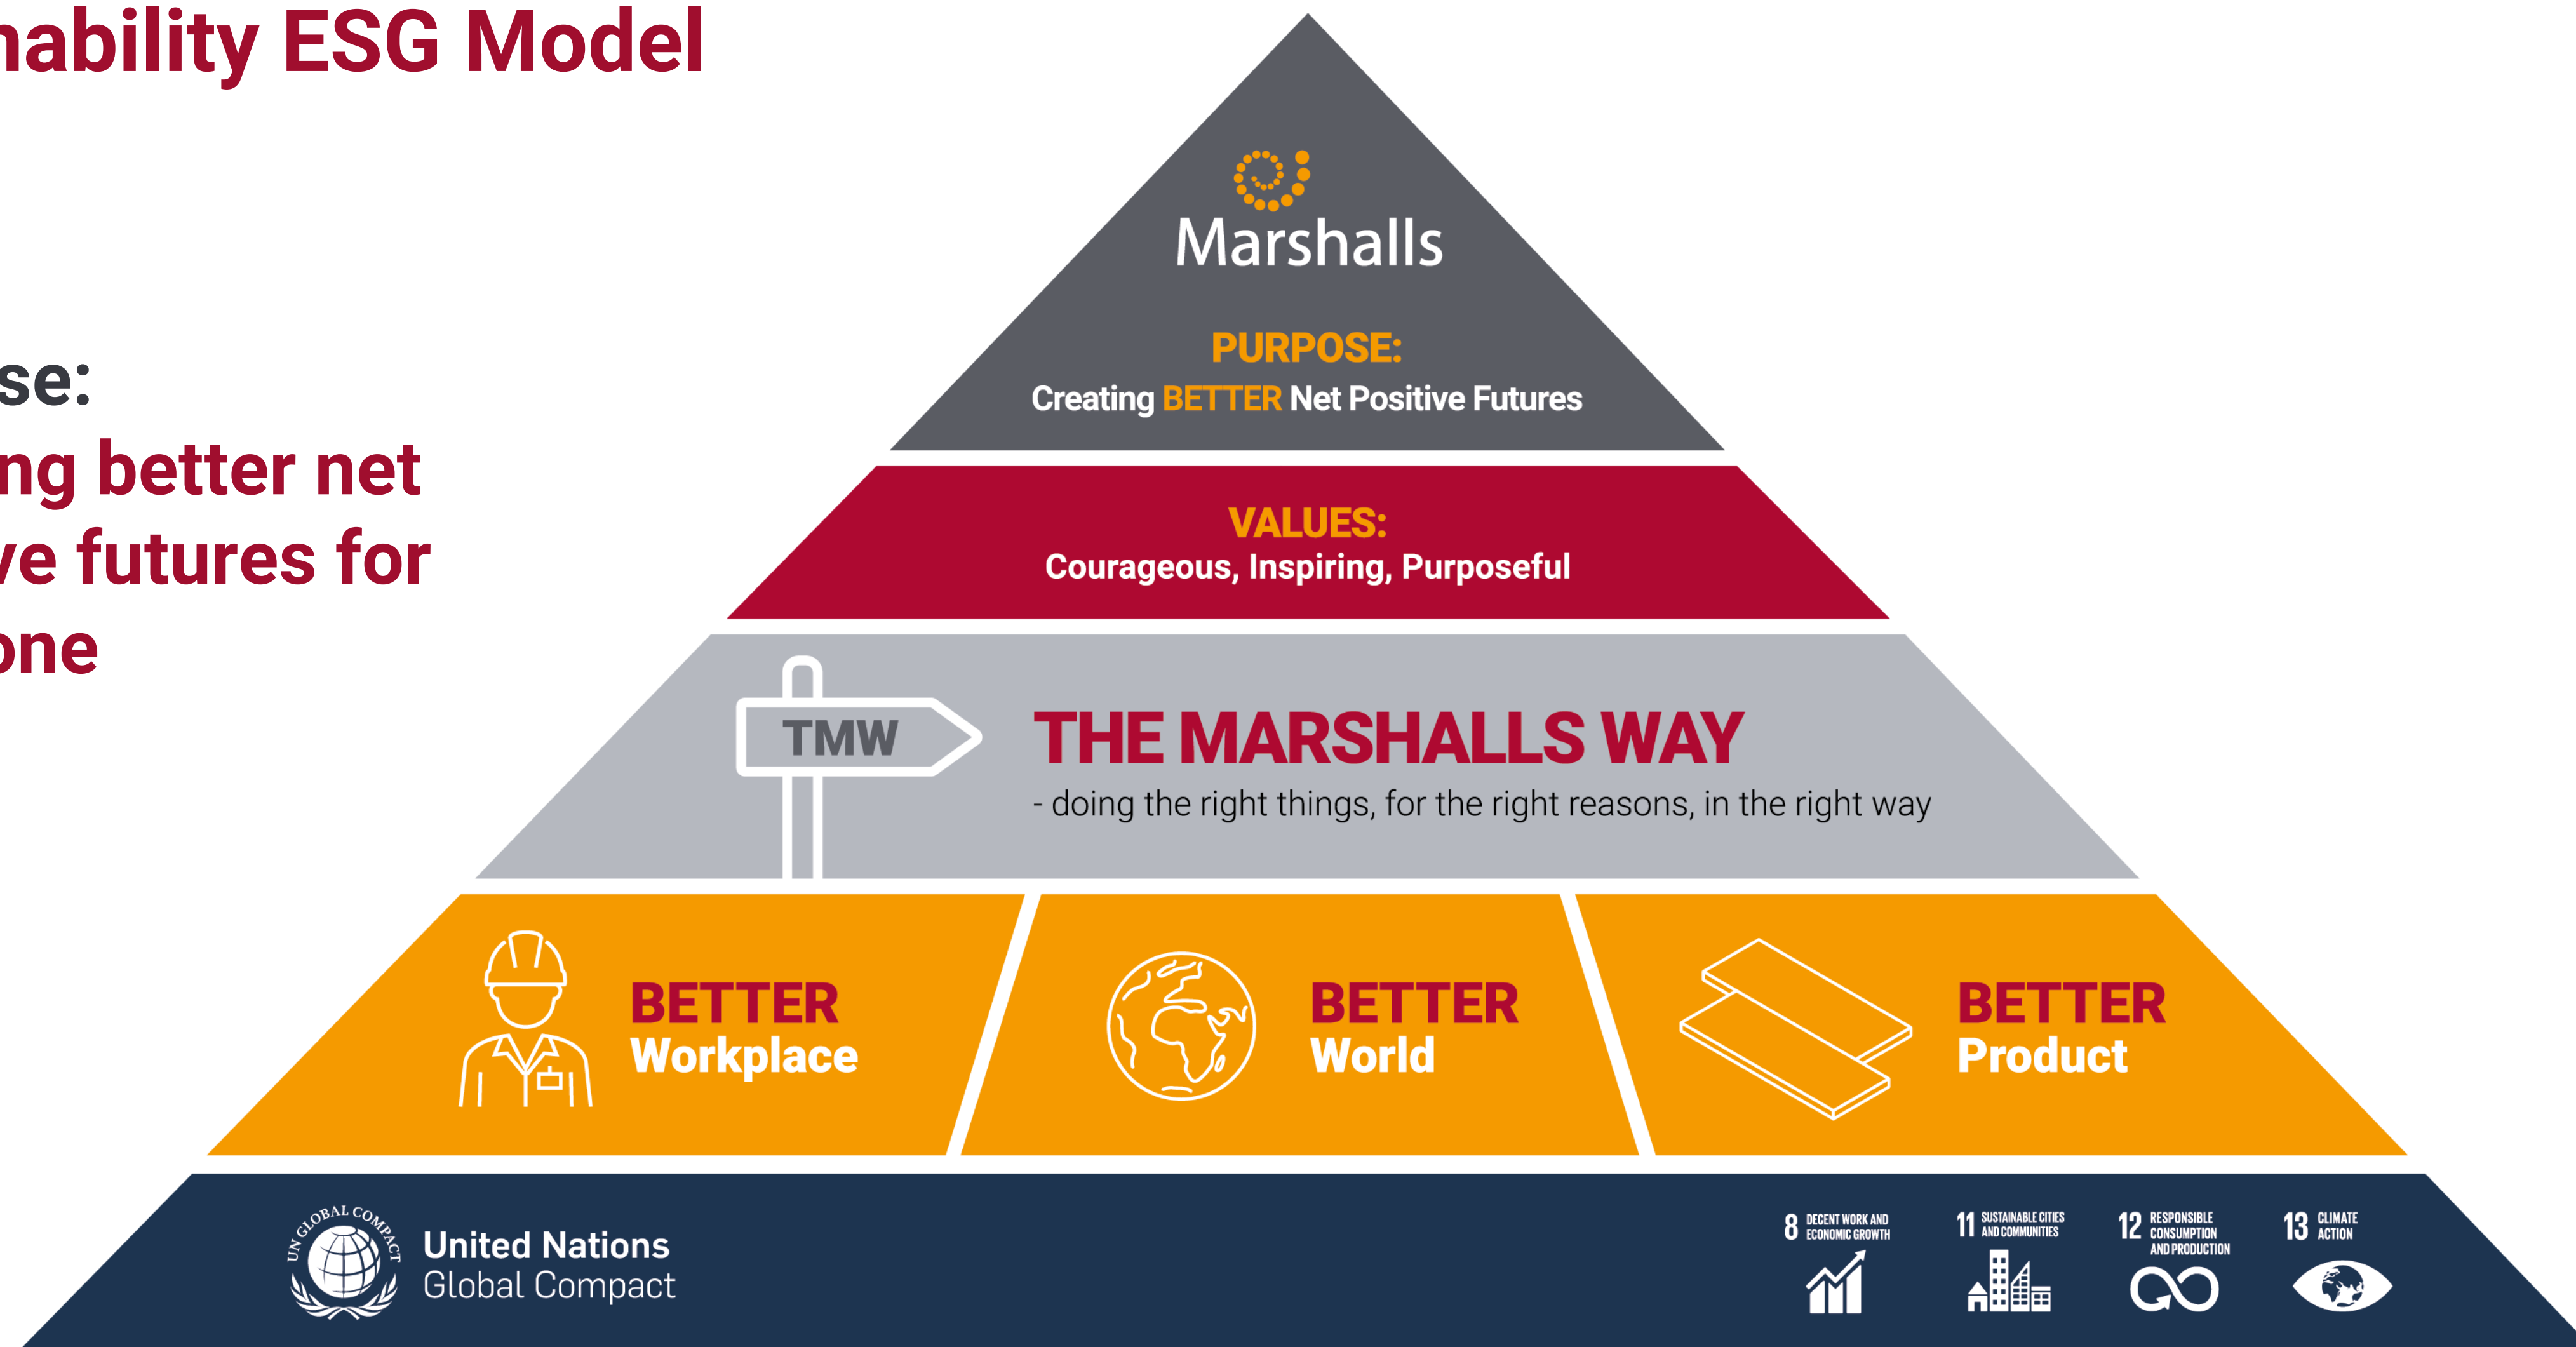 nability ESG Model
se:
ng better net
ve futures for
one
Marshalls
PURPOSE:
Creating BETTER Net Positive Futures
VALUES:
Courageous, Inspiring, Purposeful
TMW
THE MARSHALLS WAY
- doing the right things, for the right reasons, in the right way
BETTER
Workplace
BETTER
World
BETTER
Product
UN GLOBAL COMPACT
United Nations
Global Compact
8 DECENT WORK AND
ECONOMIC GROWTH
11 SUSTAINABLE CITIES
AND COMMUNITIES
12 RESPONSIBLE
CONSUMPTION
AND PRODUCTION
13 CLIMATE
ACTION